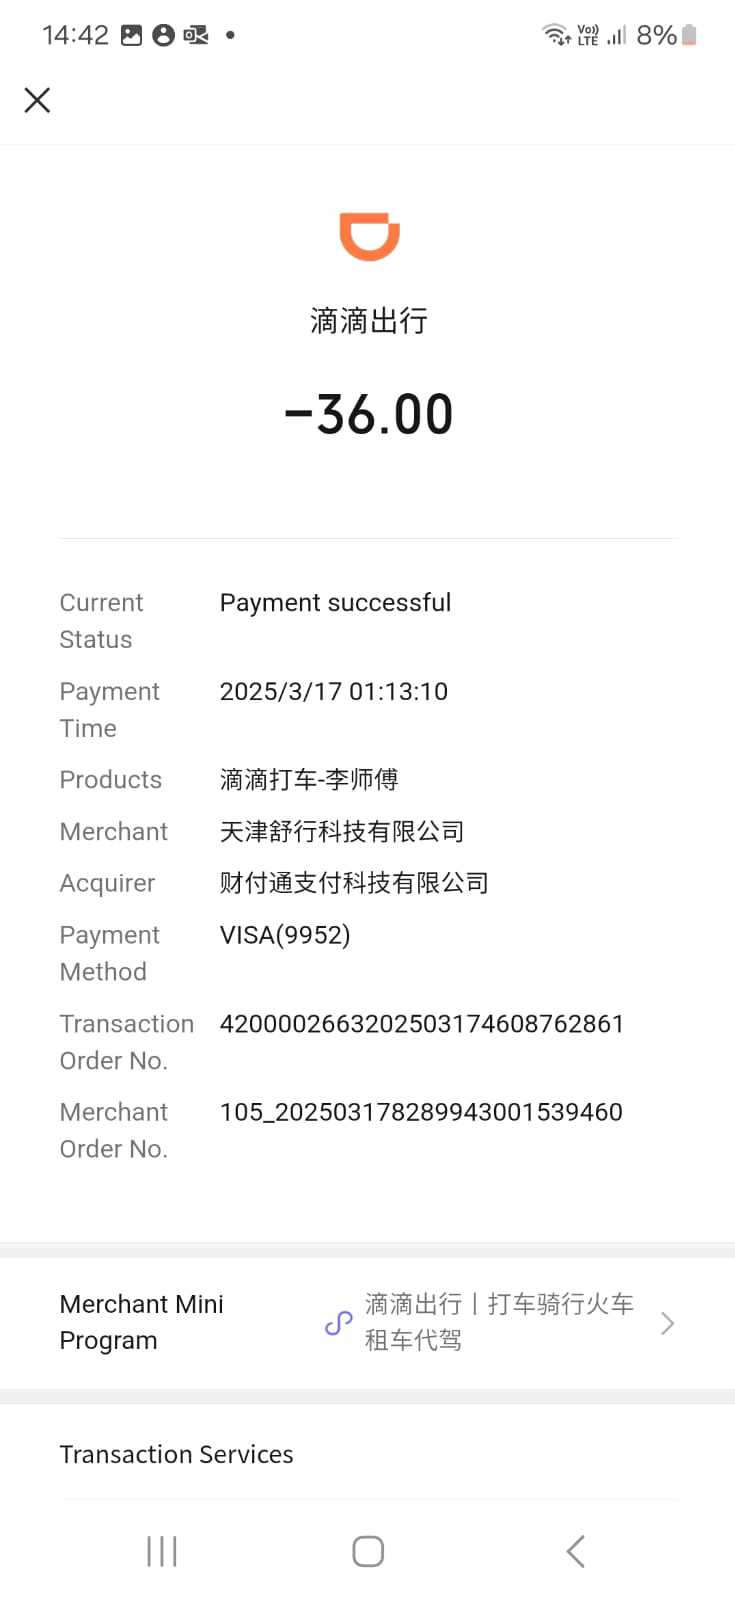 14:42
Vo))
LTE
8%
滴滴出行
-36.00
Current
Status
Payment successful
Payment
Time
2025/3/17 01:13:10
Products
滴滴打车-李师傅
Merchant
天津舒行科技有限公司
Acquirer
财付通支付科技有限公司
Payment
Method
VISA(9952)
Transaction
Order No.
4200002663202503174608762861
Merchant
Order No.
105_202503178289943001539460
Merchant Mini
Program
滴滴出行丨打车骑行火车
租车代驾
Transaction Services